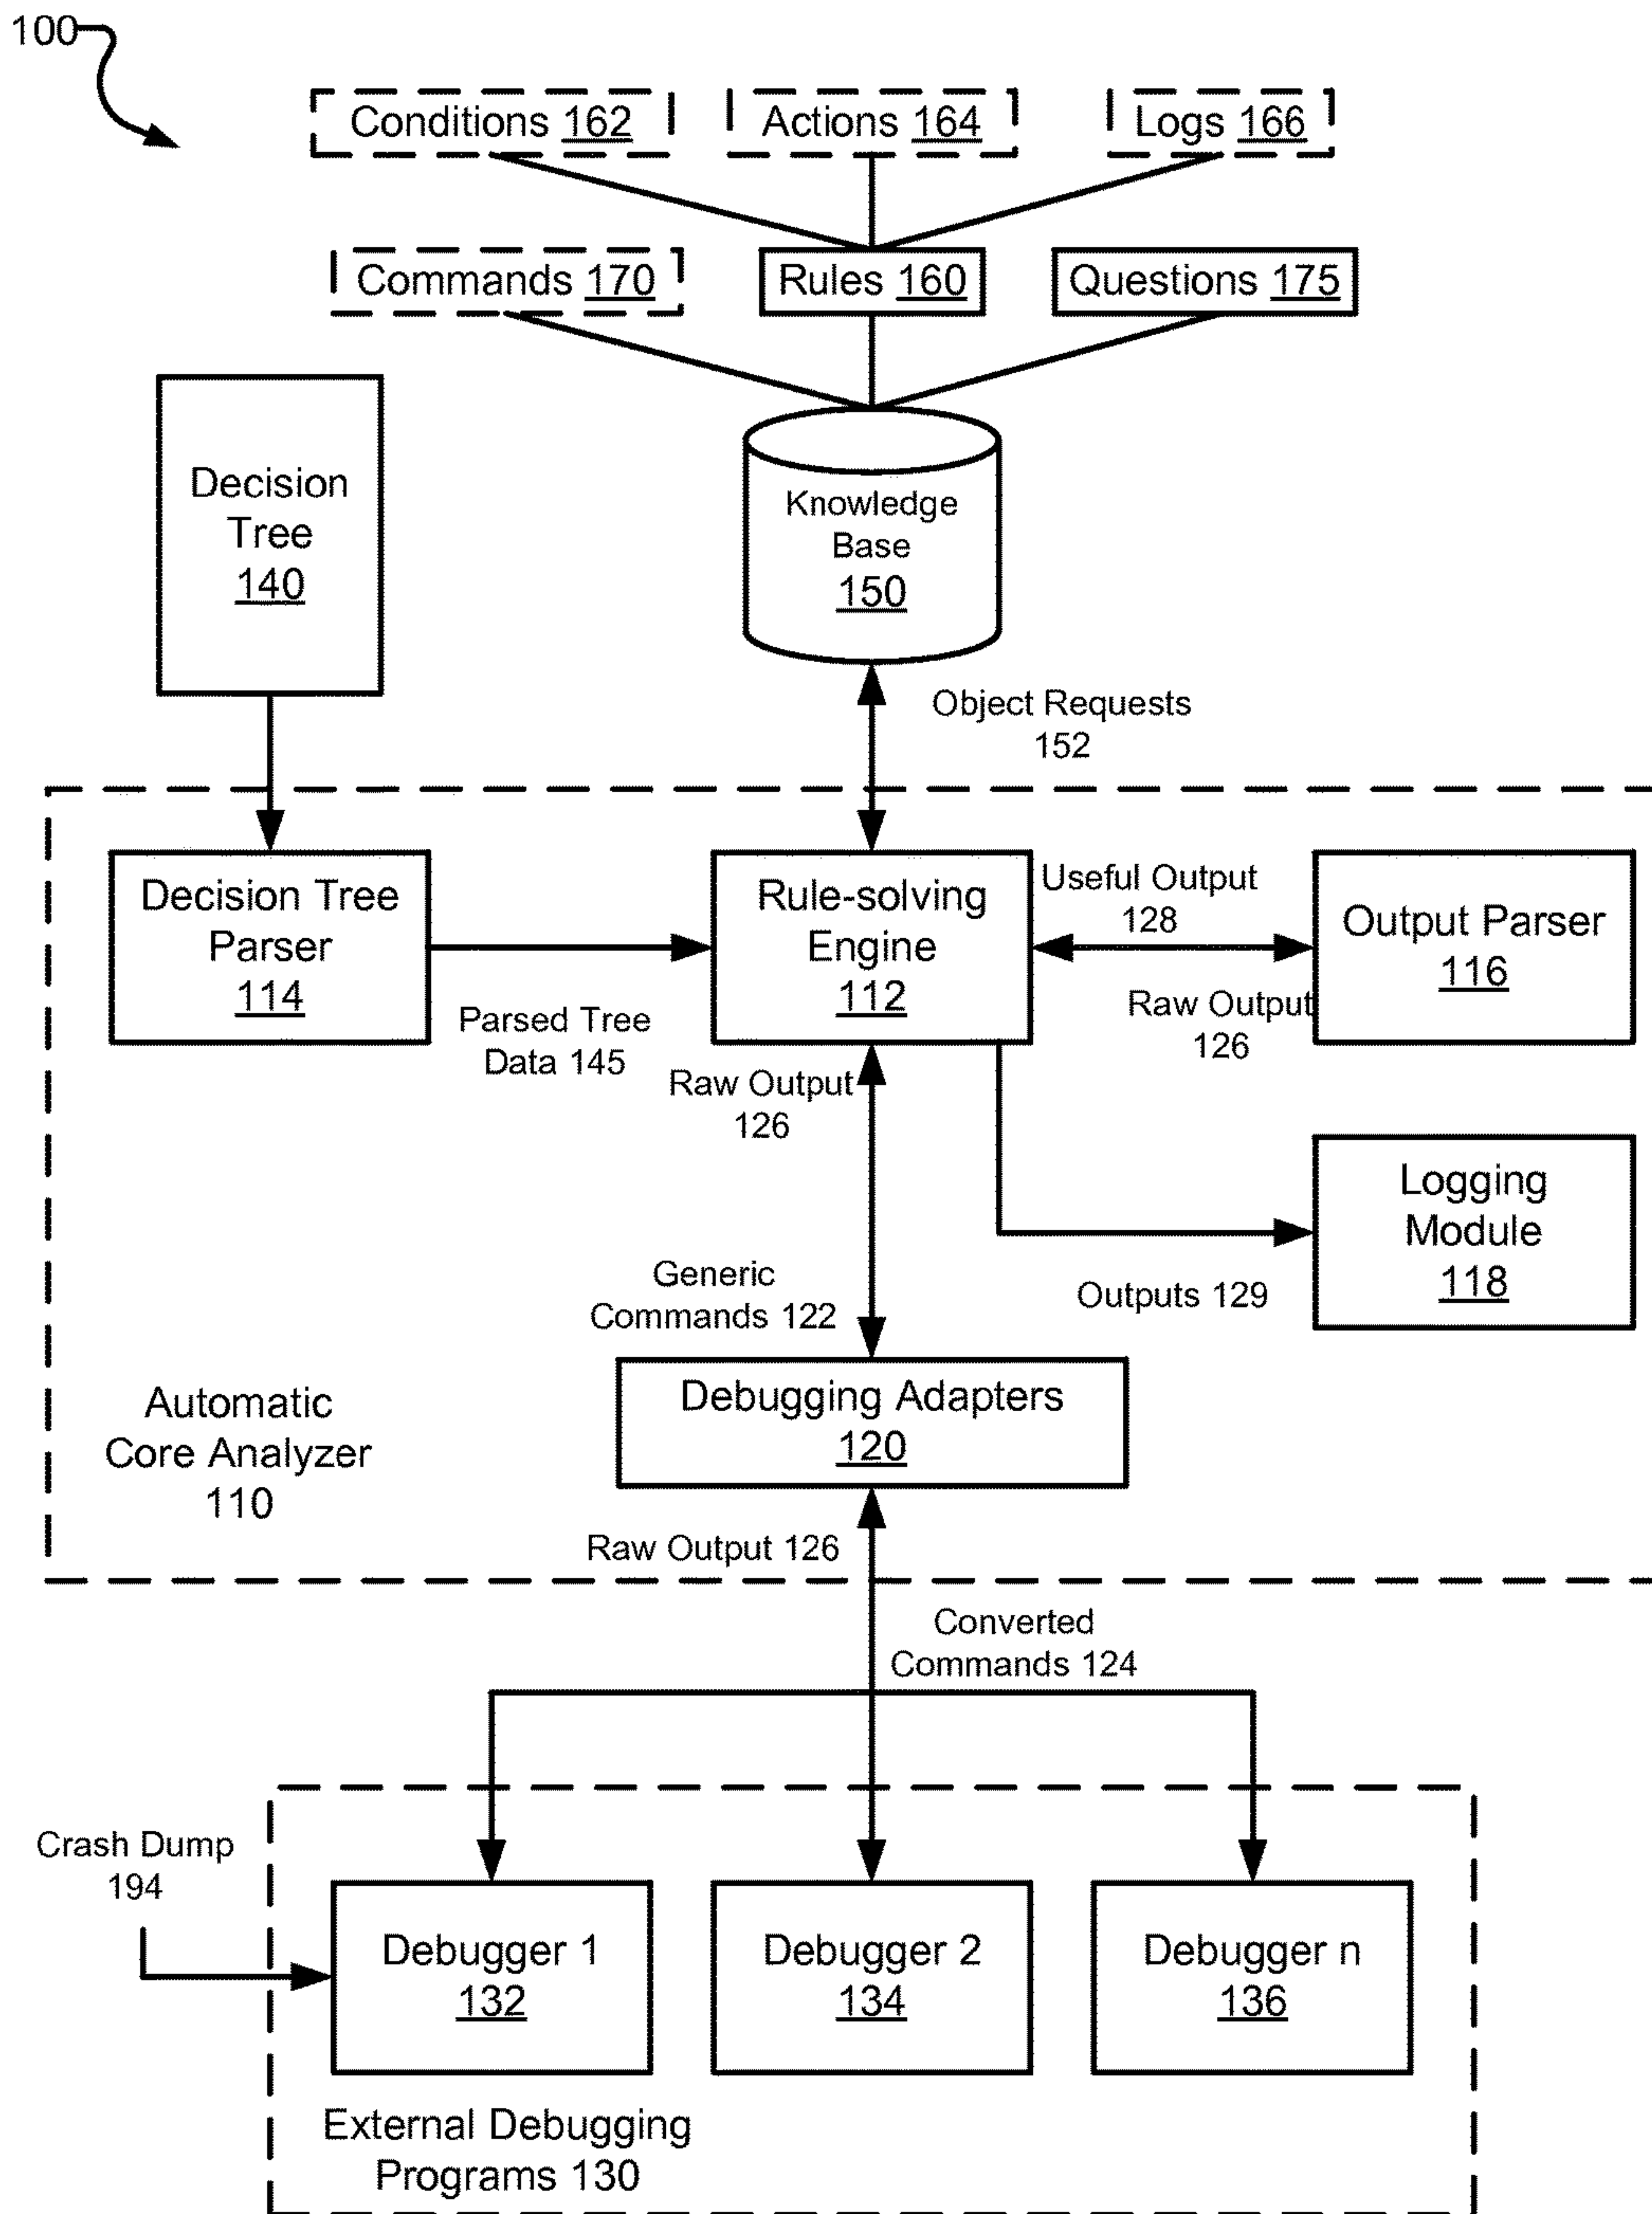 100
Conditions 162
Actions 164
Logs 166
Commands 170
Rules 160
Questions 175
Decision
Tree
140
Knowledge
Base
150
Object Requests
152
Decision Tree
Parser
114
Rule-solving
Engine
112
Useful Output
128
Output Parser
116
Raw Output
126
Parsed Tree
Data 145
Raw Output
126
Logging
Module
118
Generic
Commands 122
Outputs 129
Debugging Adapters
120
Automatic
Core Analyzer
110
Raw Output 126
Converted
Commands 124
Crash Dump
194
Debugger 1
132
Debugger 2
134
Debugger n
136
External Debugging
Programs 130